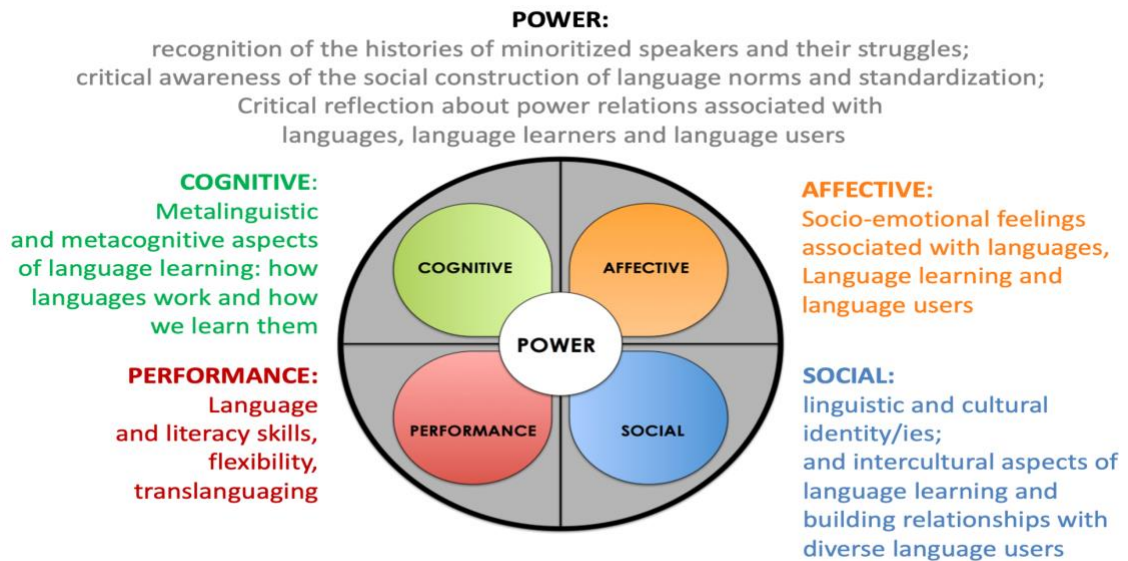 POWER:
recognition of the histories of minoritized speakers and their struggles;
critical awareness of the social construction of language norms and standardization;
Critical reflection about power relations associated with
languages, language learners and language users
COGNITIVE:
Metalinguistic
and metacognitive aspects
of language learning: how
languages work and how
we learn them
AFFECTIVE:
Socio-emotional feelings
associated with languages,
Language learning and
language users
COGNITIVE
AFFECTIVE
POWER
PERFORMANCE
SOCIAL
PERFORMANCE:
Language
and literacy skills,
flexibility,
translanguaging
SOCIAL:
linguistic and cultural
identity/ies;
and intercultural aspects of
language learning and
building relationships with
diverse language users